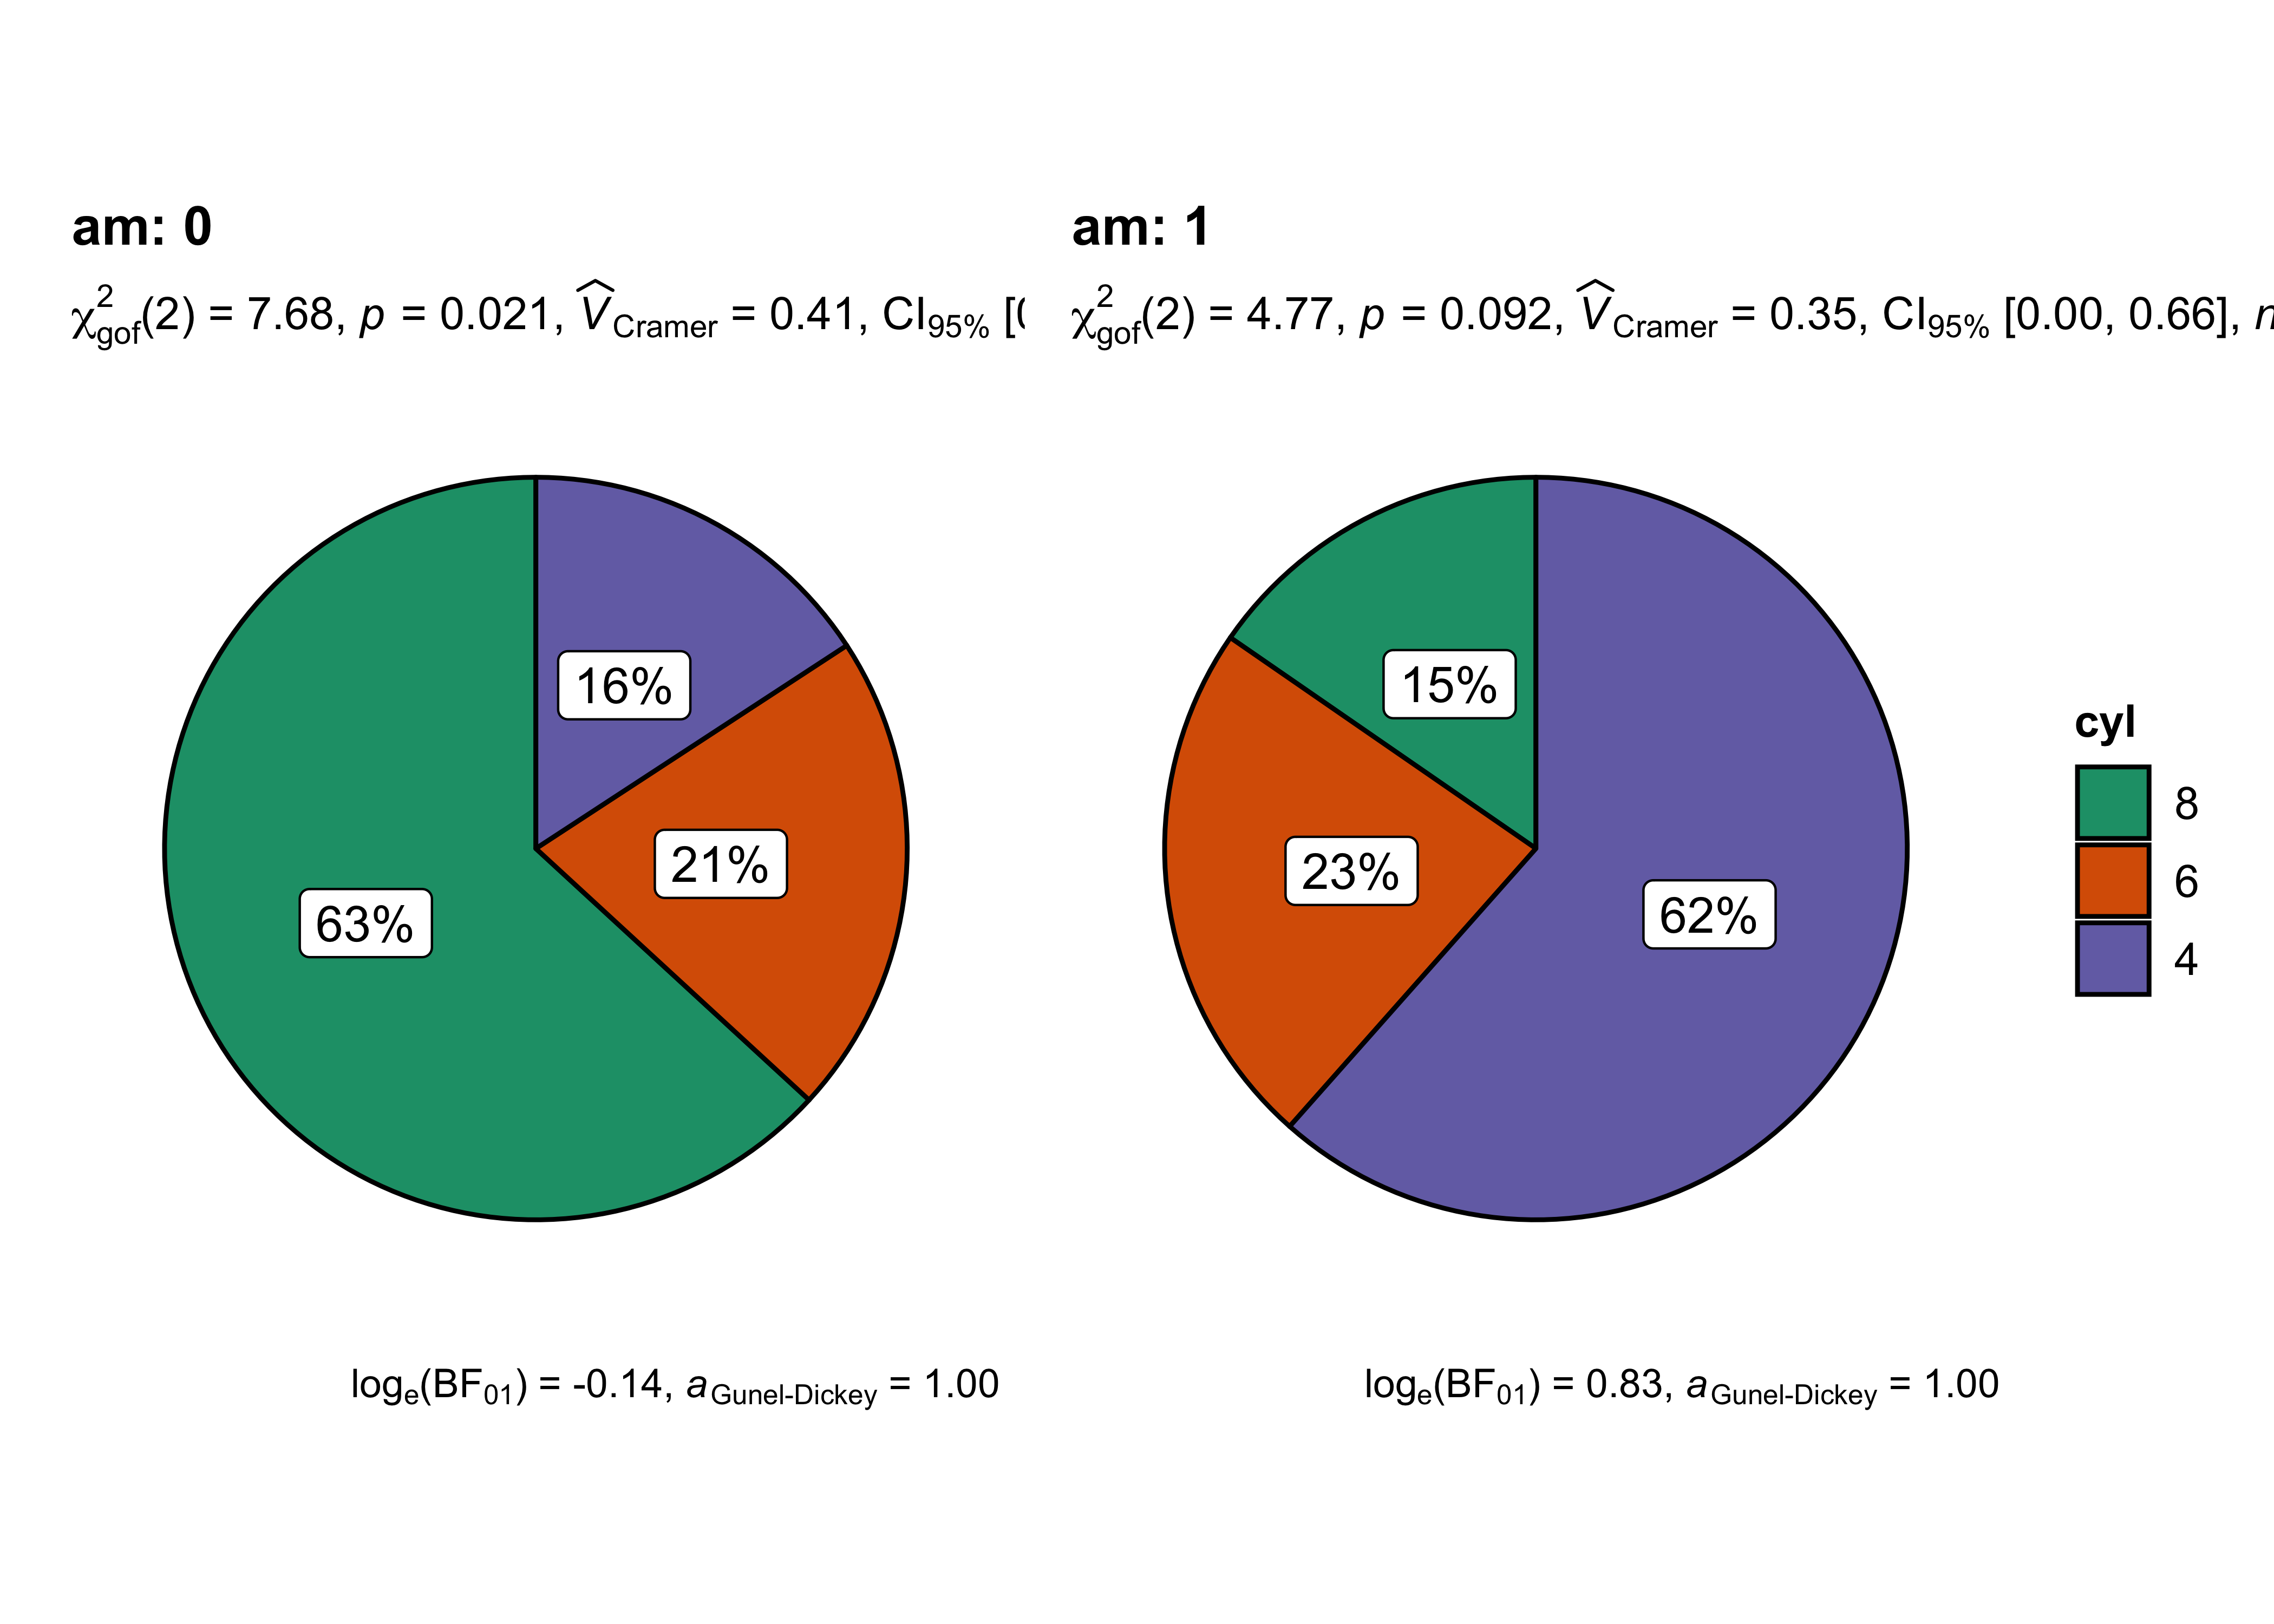 am: 0
χ²gof(2) = 7.68, p = 0.021, V̂Cramer = 0.41, CI95% [
am: 1
χ²gof(2) = 4.77, p = 0.092, V̂Cramer = 0.35, CI95% [0.00, 0.66],
16%
21%
63%
15%
23%
62%
cyl
8
6
4
loge(BF01) = -0.14, aGunel-Dickey = 1.00
loge(BF01) = 0.83, aGunel-Dickey = 1.00